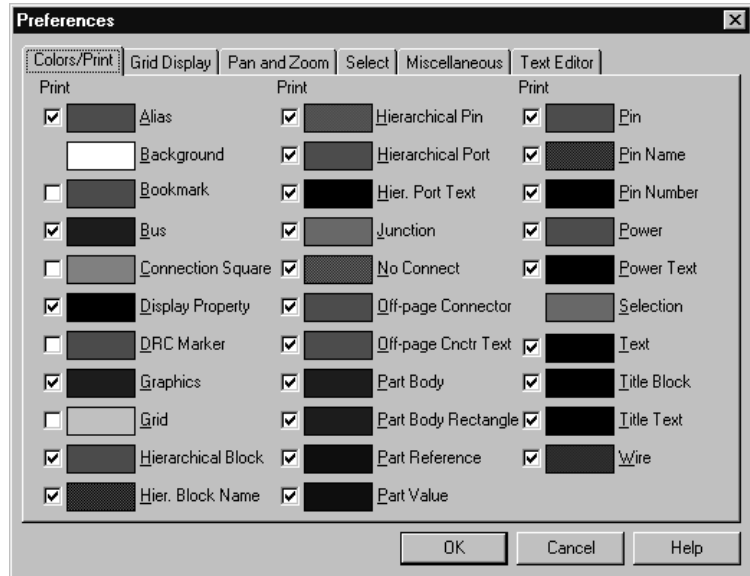 Preferences
Colors/Print Grid Display Pan and Zoom Select Miscellaneous Text Editor
Print Print Print
Alias Hierarchical Pin Pin
Background Hierarchical Port Pin Name
Bookmark Hier. Port Text Pin Number
Bus Junction Power
Connection Square No Connect Power Text
Display Property Off-page Connector Selection
DRC Marker Off-page Cnctr Text Text
Graphics Part Body Title Block
Grid Part Body Rectangle Title Text
Hierarchical Block Part Reference Wire
Hier. Block Name Part Value
OK Cancel Help